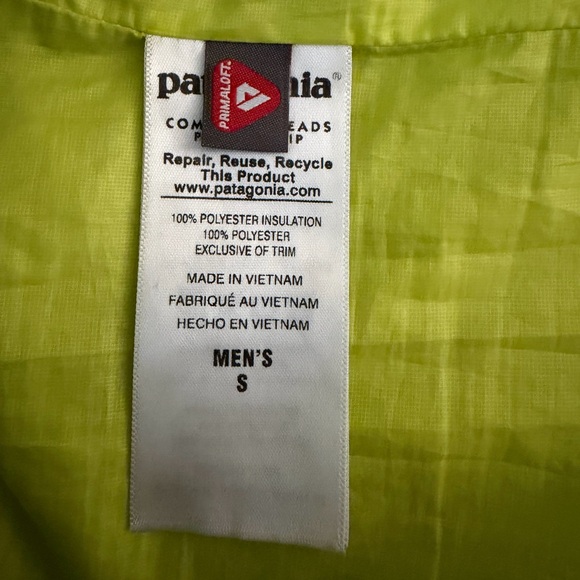 PRIMALOFT®
Repair, Reuse, Recycle
This Product
www.patagonia.com
100% POLYESTER INSULATION
100% POLYESTER
EXCLUSIVE OF TRIM
MADE IN VIETNAM
FABRIQUÉ AU VIETNAM
HECHO EN VIETNAM
MEN'S
S